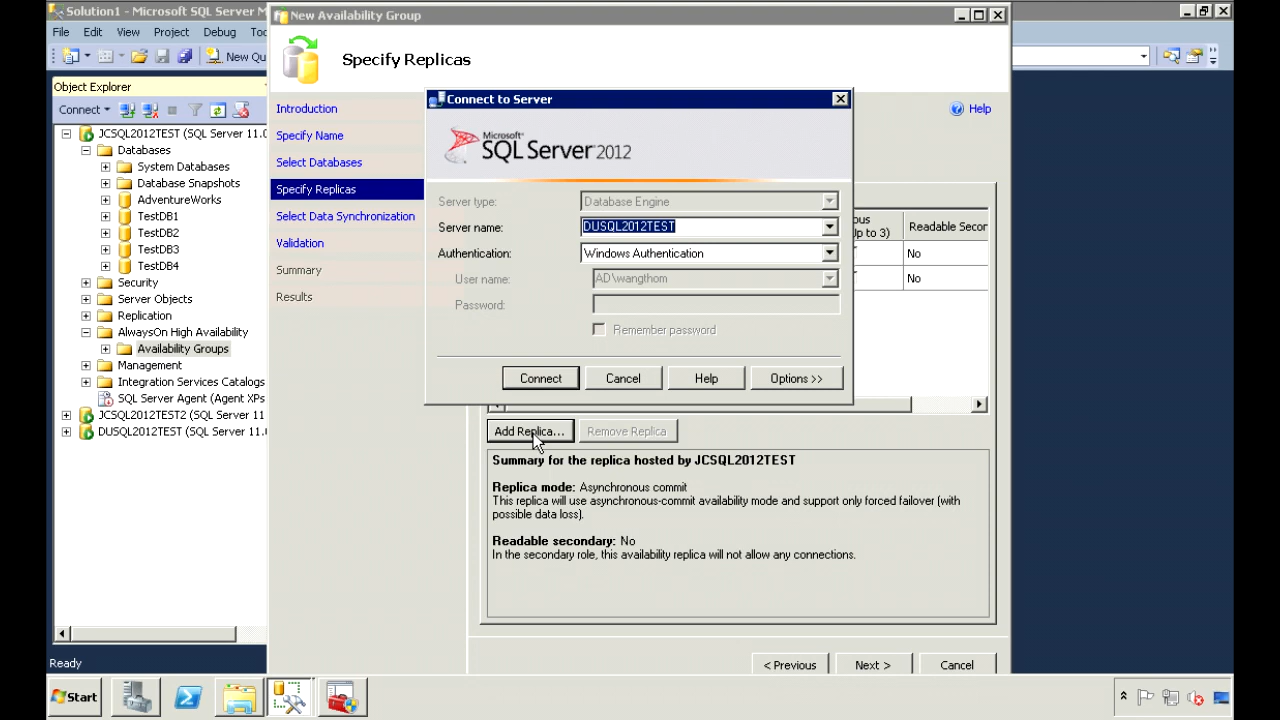 Solution1 - Microsoft SQL Server M
File Edit View Project Debug Too
New Qu
Object Explorer
Connect
JCSQL2012TEST (SQL Server 11.0
Databases
System Databases
Database Snapshots
AdventureWorks
TestDB1
TestDB2
TestDB3
TestDB4
Security
Server Objects
Replication
AlwaysOn High Availability
Availability Groups
Management
Integration Services Catalogs
SQL Server Agent (Agent XPs
JCSQL2012TEST2 (SQL Server 11
DUSQL2012TEST (SQL Server 11.0
Ready
New Availability Group
Specify Replicas
Introduction
Specify Name
Select Databases
Specify Replicas
Select Data Synchronization
Validation
Summary
Results
Help
Connect to Server
Microsoft®
SQL Server 2012
Server type: Database Engine
Server name: DUSQL2012TEST
Authentication: Windows Authentication
User name: AD\wangthom
Password:
Remember password
Connect Cancel Help Options >>
ous
Up to 3)
Readable Secor
No
No
Add Replica... Remove Replica
Summary for the replica hosted by JCSQL2012TEST
Replica mode: Asynchronous commit
This replica will use asynchronous-commit availability mode and support only forced failover (with
possible data loss).
Readable secondary: No
In the secondary role, this availability replica will not allow any connections.
< Previous Next > Cancel
Start